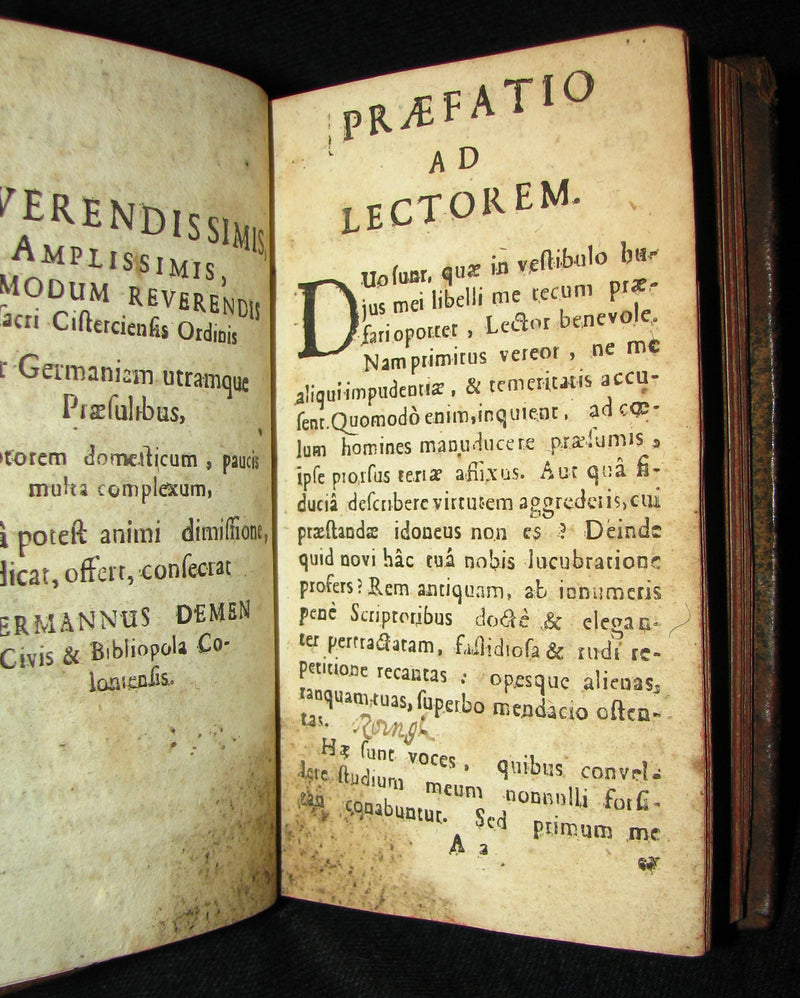 VERENDISSIMIS,
AMPLISSIMIS,
MODUM REVERENDIS
sacri Cisterciensis Ordinis
Germaniam utramque
Præsulibus,
domesticum, paucis
multa complexum,
â potest animi dimissione,
dicat, offert, consecrat
ERMANNUS DEMEN
Civis & Bibliopola Co-
loniensis.
PRÆFATIO
AD
LECTOREM.
DUo sunt, quæ in vestibulo hu-
jus mei libelli me tecum præ-
fari oportet, Lector benevole.
Nam primitus vereor, ne me
aliqui impudentiæ, & temeritatis accu-
sent. Quomodò enim, inquient, ad cœ-
lum homines manuducere præsumis,
ipse prorsus terræ affixus. Aut quâ fi-
duciâ describere virtutem aggrederis, cui
præstandæ idoneus non es? Deinde
quid novi hâc tuâ nobis lucubratione
profers? Rem antiquam, ab innumeris
penè Scriptoribus doctè & elegan-
ter pertractatam, fastidiosa & rudi re-
petitione recantas: opesque alienas,
tanquam tuas, superbo mendacio osten-
tas.
Hæ sunt voces, quibus convel-
lere studium meum nonnulli forsi-
tan conabuntur. Sed primum me
A 2
ex